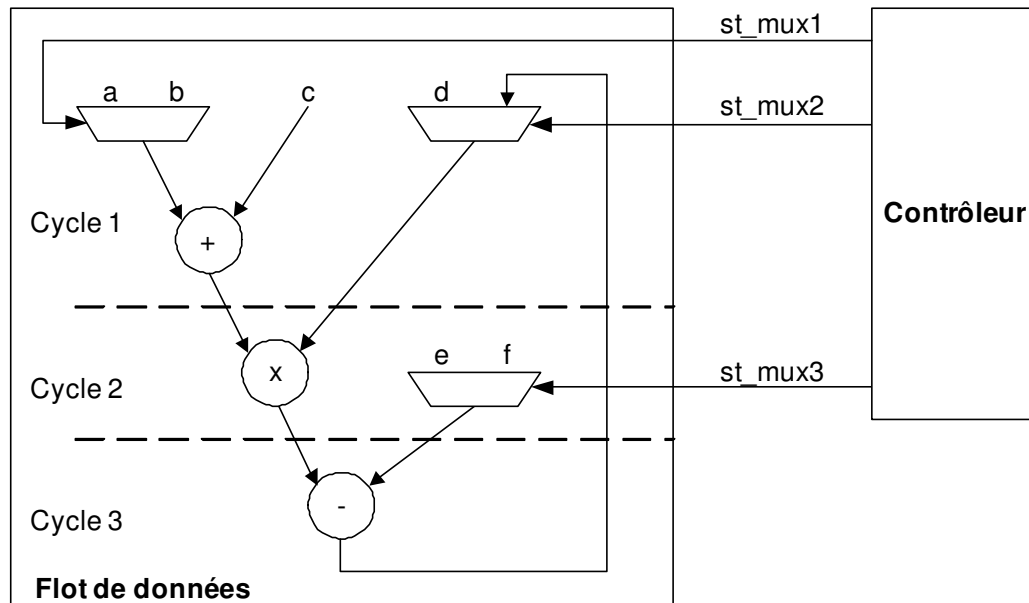 st_mux1
a b c d
st_mux2
Cycle 1
+
Contrôleur
x
e f
st_mux3
Cycle 2
-
Cycle 3
Flot de données